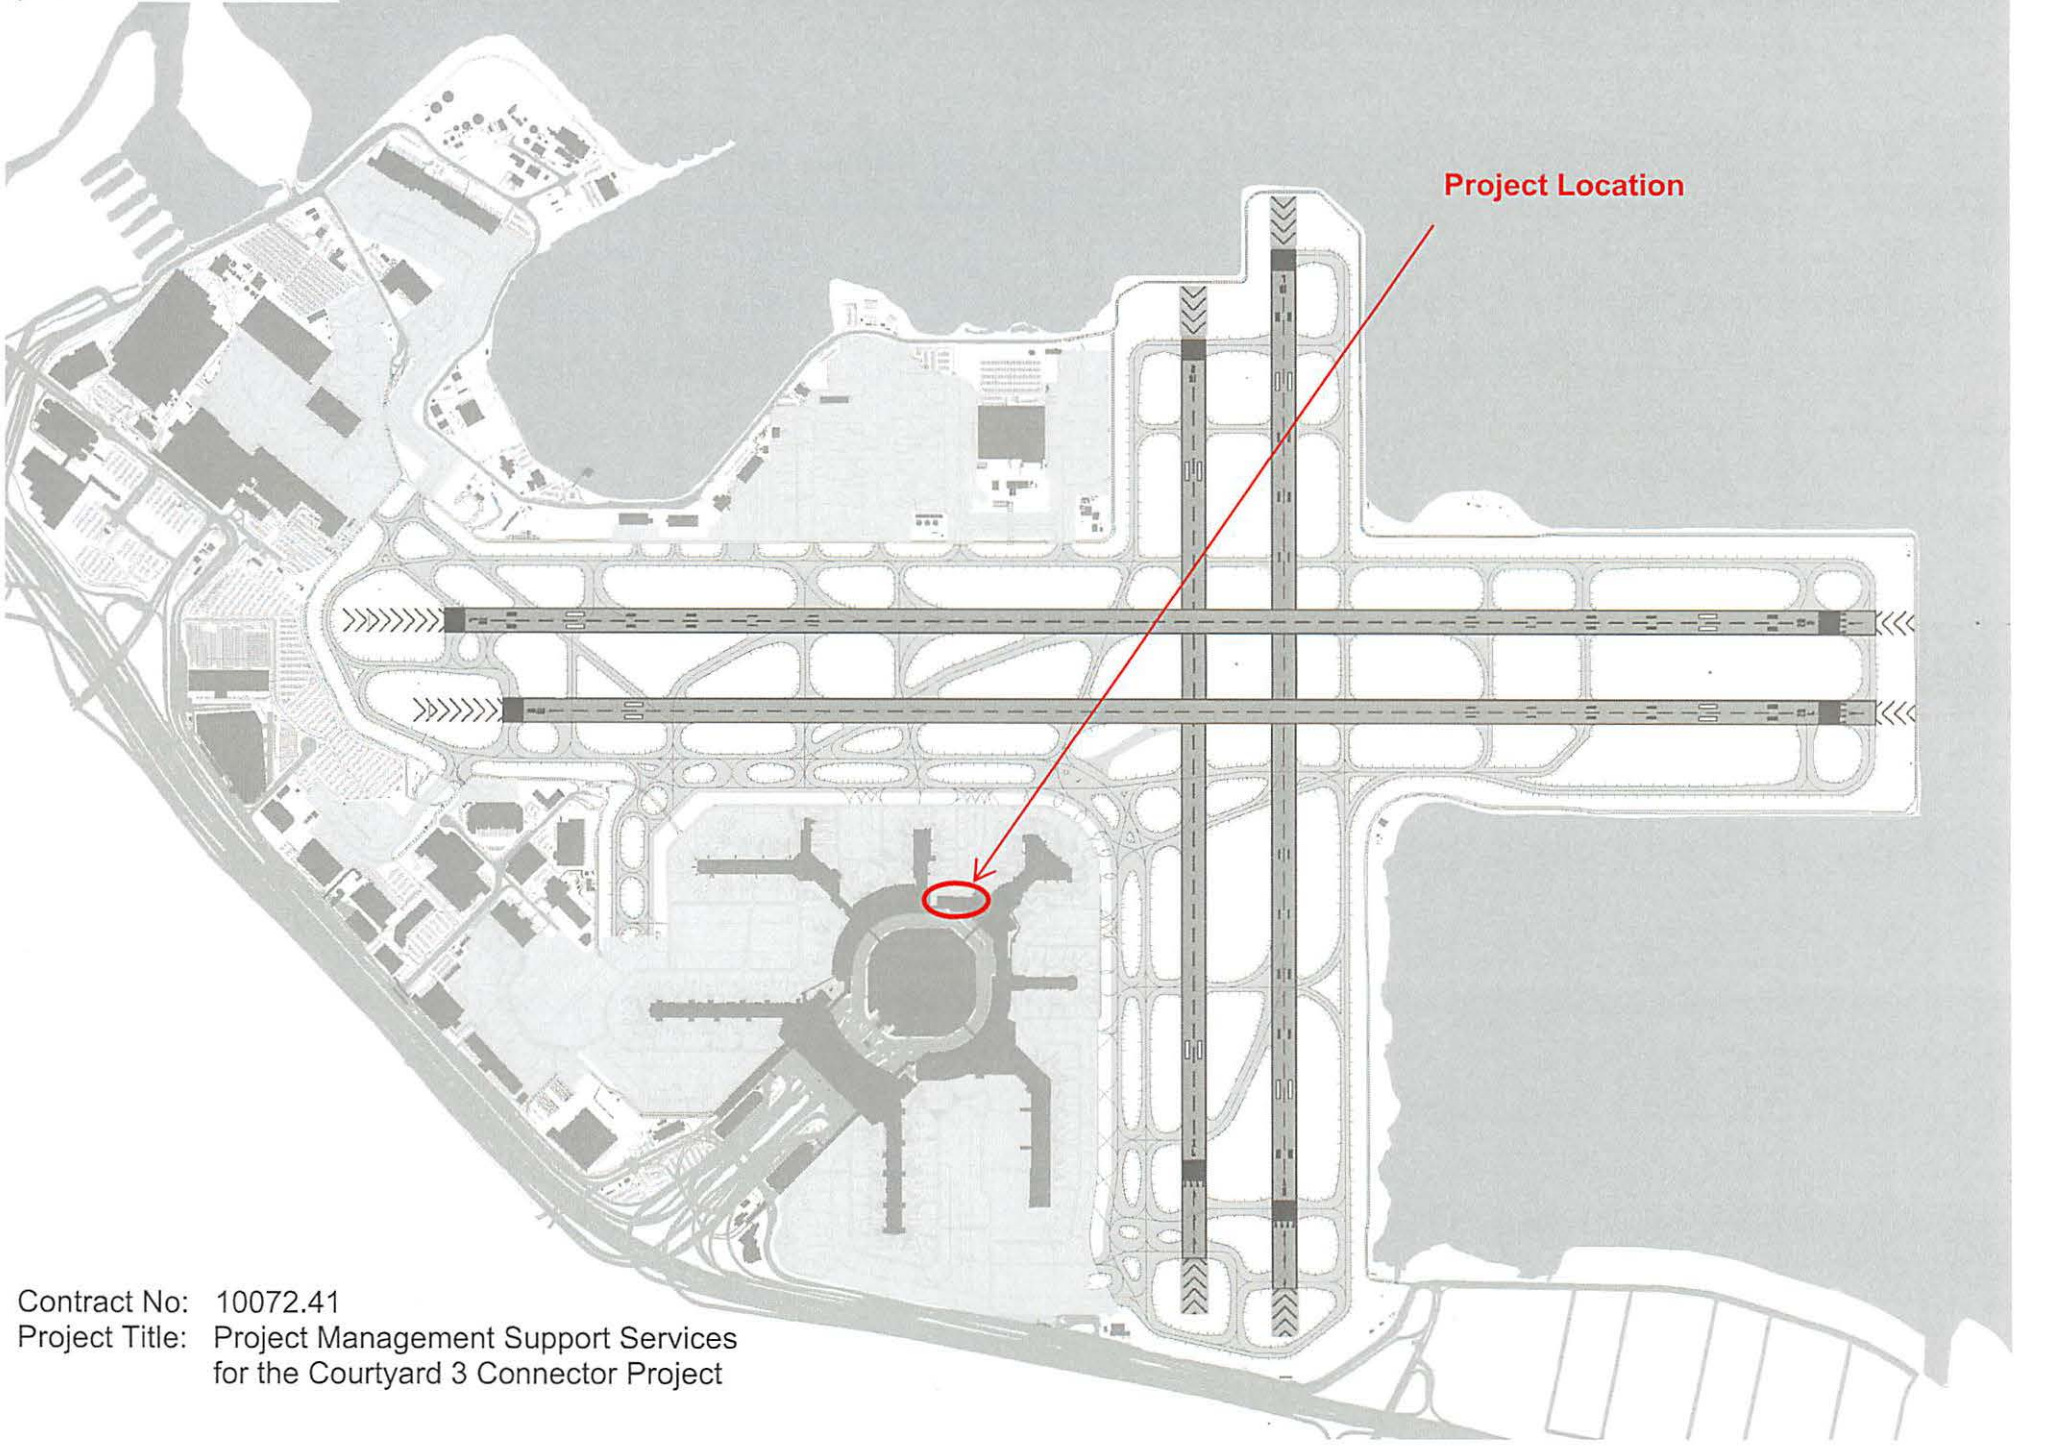 Project Location
Contract No: 10072.41
Project Title: Project Management Support Services
for the Courtyard 3 Connector Project